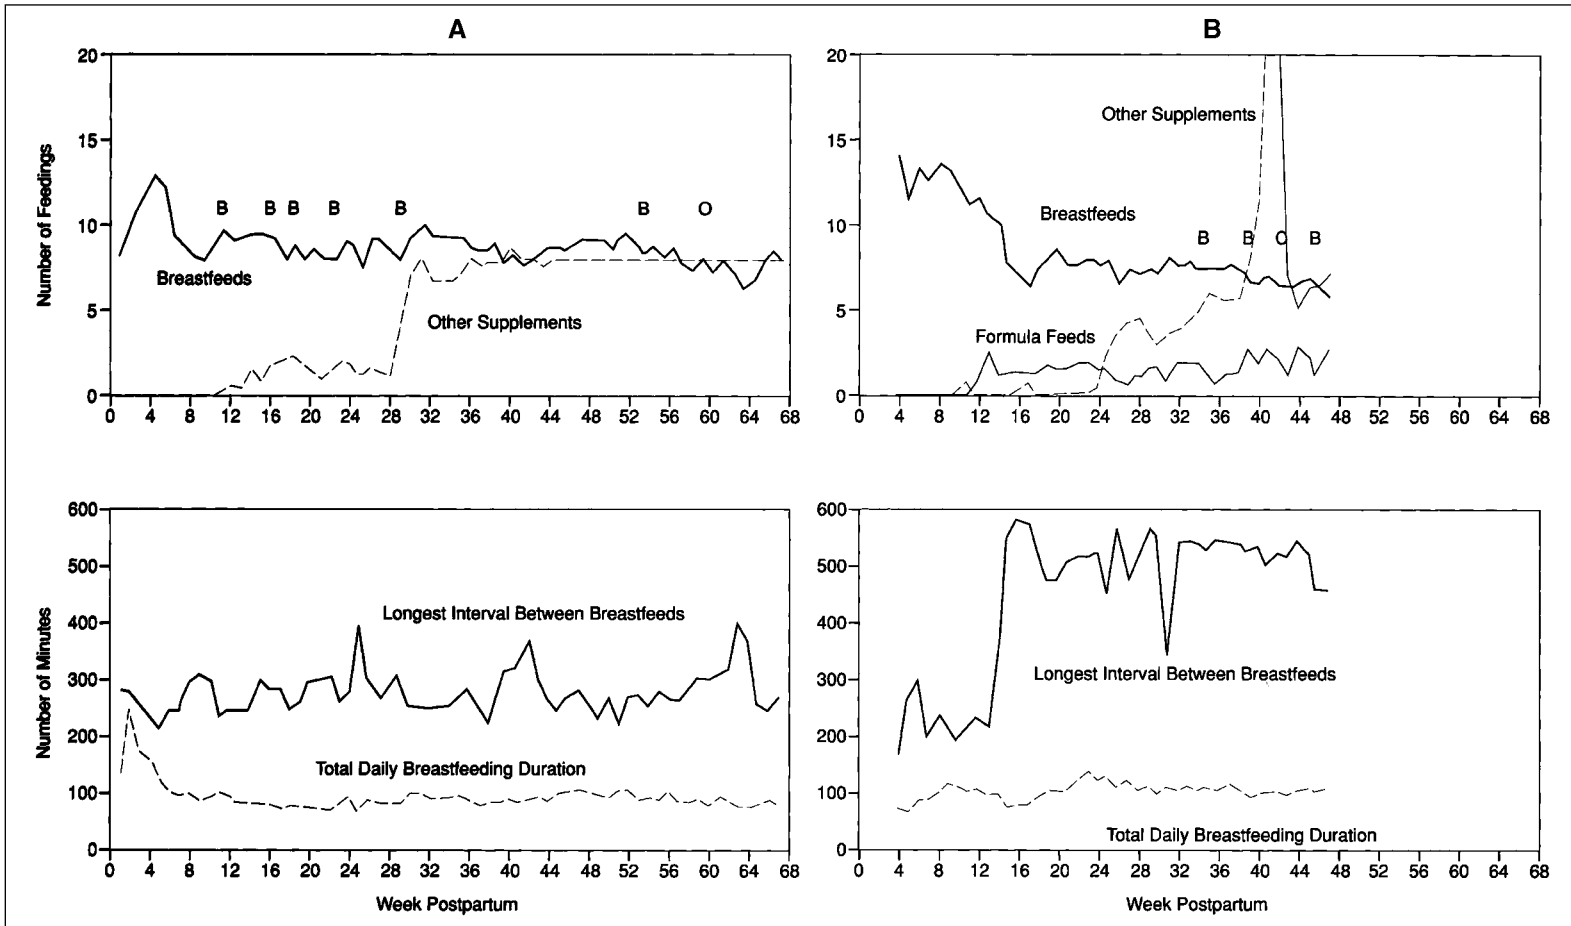 A
B
20
15
10
5
0
Number of Feedings
B B B B B B O
Breastfeeds
Other Supplements
0 4 8 12 16 20 24 28 32 36 40 44 48 52 56 60 64 68
20
15
10
5
0
Other Supplements
Breastfeeds
B B O B
Formula Feeds
0 4 8 12 16 20 24 28 32 36 40 44 48 52 56 60 64 68
600
500
400
300
200
100
0
Number of Minutes
Longest Interval Between Breastfeeds
Total Daily Breastfeeding Duration
0 4 8 12 16 20 24 28 32 36 40 44 48 52 56 60 64 68
Week Postpartum
600
500
400
300
200
100
0
Longest Interval Between Breastfeeds
Total Daily Breastfeeding Duration
0 4 8 12 16 20 24 28 32 36 40 44 48 52 56 60 64 68
Week Postpartum